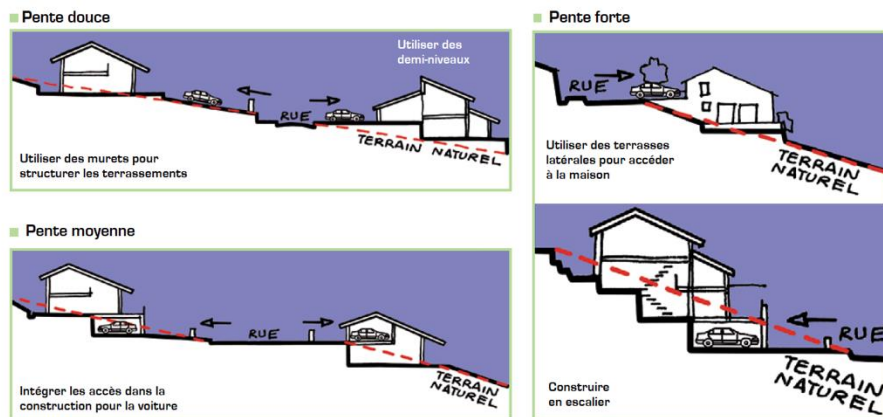 Pente douce
Utiliser des
demi-niveaux
RUE
TERRAIN NATUREL
Utiliser des murets pour
structurer les terrassements
Pente moyenne
RUE
TERRAIN
NATUREL
Intégrer les accès dans la
construction pour la voiture
Pente forte
RUE
Utiliser des terrasses
latérales pour accéder
à la maison
TERRAIN
NATUREL
RUE
TERRAIN
NATUREL
Construire
en escalier